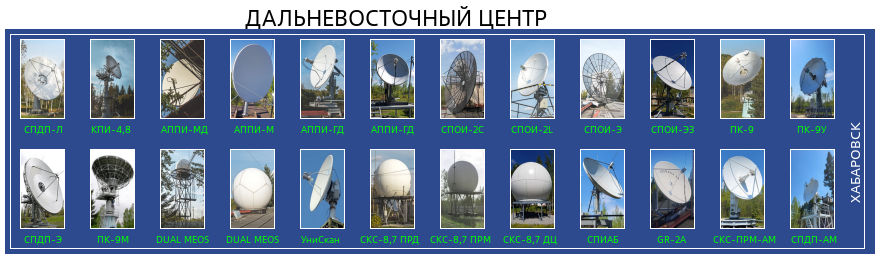 ДАЛЬНЕВОСТОЧНЫЙ ЦЕНТР
СПДП-Л КПИ-4,8 АППИ-МД АППИ-М АППИ-ГД АППИ-ГД СПОИ-2С СПОИ-2L СПОИ-Э СПОИ-ЭЗ ПК-9 ПК-9У
СПДП-Э ПК-9М DUAL MEOS DUAL MEOS УниСкан СКС-8,7 ПРД СКС-8,7 ПРМ СКС-8,7 ДЦ СПИАБ GR-2A СКС-ПРМ-АМ СПДП-АМ
ХАБАРОВСК